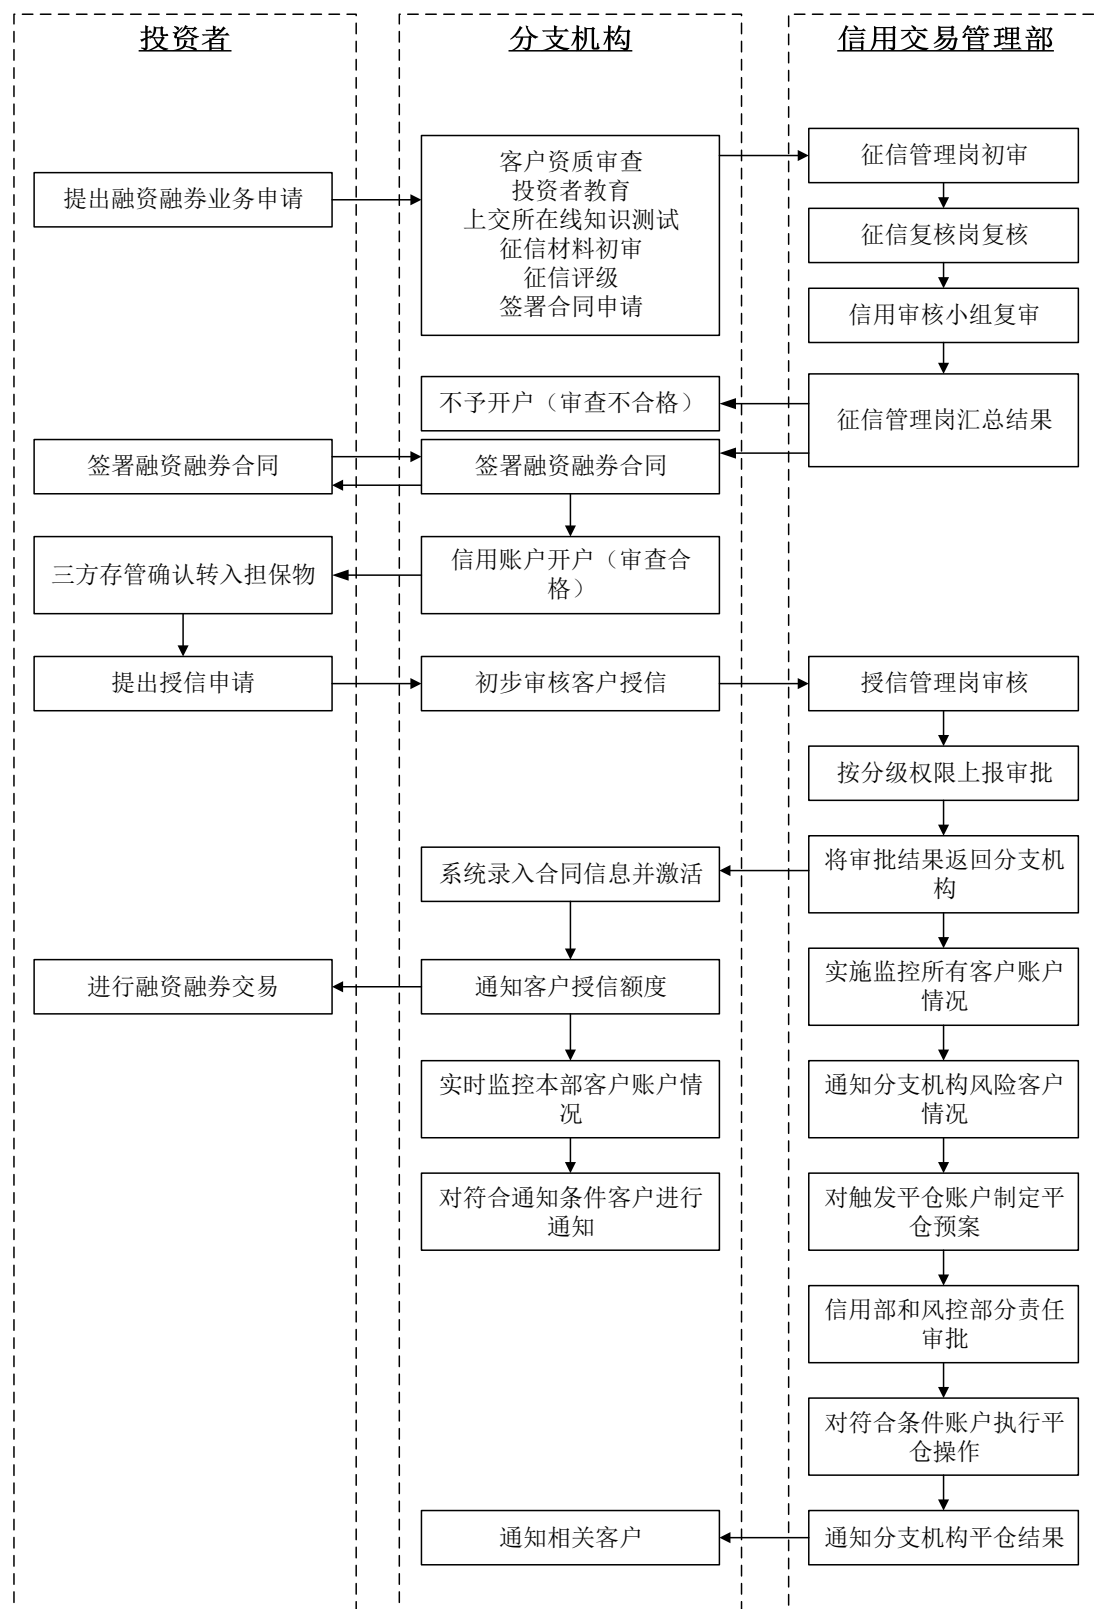 投资者
分支机构
信用交易管理部
提出融资融券业务申请
客户资质审查
投资者教育
上交所在线知识测试
征信材料初审
征信评级
签署合同申请
征信管理岗初审
征信复核岗复核
信用审核小组复审
不予开户（审查不合格）
征信管理岗汇总结果
签署融资融券合同
签署融资融券合同
三方存管确认转入担保物
信用账户开户（审查合
格）
提出授信申请
初步审核客户授信
授信管理岗审核
按分级权限上报审批
系统录入合同信息并激活
将审批结果返回分支机
构
进行融资融券交易
通知客户授信额度
实施监控所有客户账户
情况
实时监控本部客户账户情
况
通知分支机构风险客户
情况
对符合通知条件客户进行
通知
对触发平仓账户制定平
仓预案
信用部和风控部分责任
审批
对符合条件账户执行平
仓操作
通知相关客户
通知分支机构平仓结果